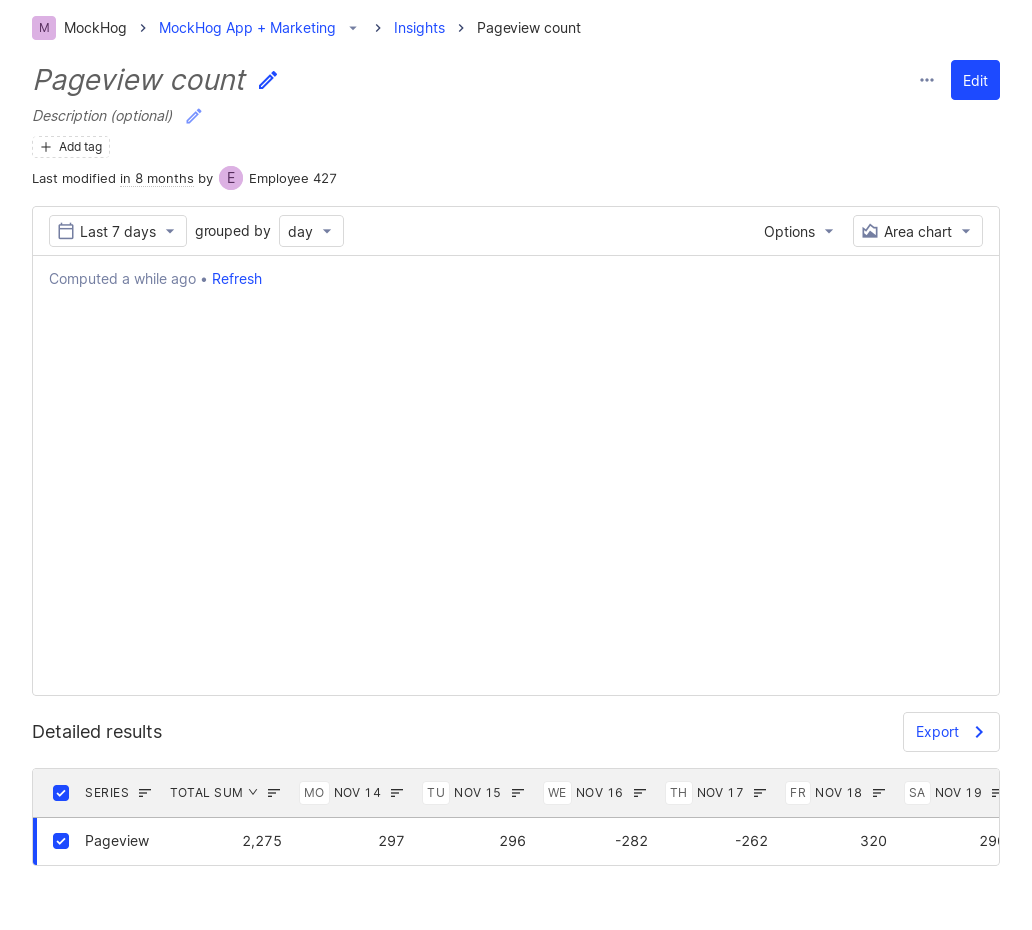 M MockHog MockHog App + Marketing Insights Pageview count
Pageview count
Edit
Description (optional)
Add tag
Last modified in 8 months by E Employee 427
Last 7 days grouped by day Options Area chart
Computed a while ago • Refresh
Detailed results Export
SERIES TOTAL SUM MO NOV 14 TU NOV 15 WE NOV 16 TH NOV 17 FR NOV 18 SA NOV 19
Pageview 2,275 297 296 -282 -262 320